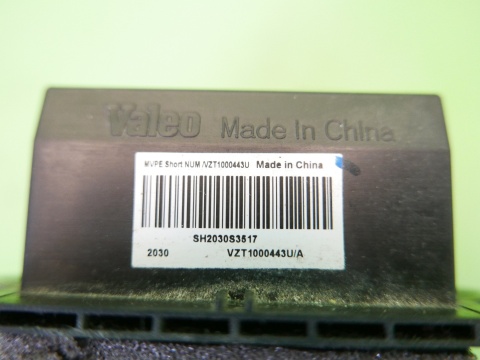 Valeo Made In China
MVPE Short NUM /VZT1000443U Made in China
SH2030S3517
2030 VZT1000443U/A